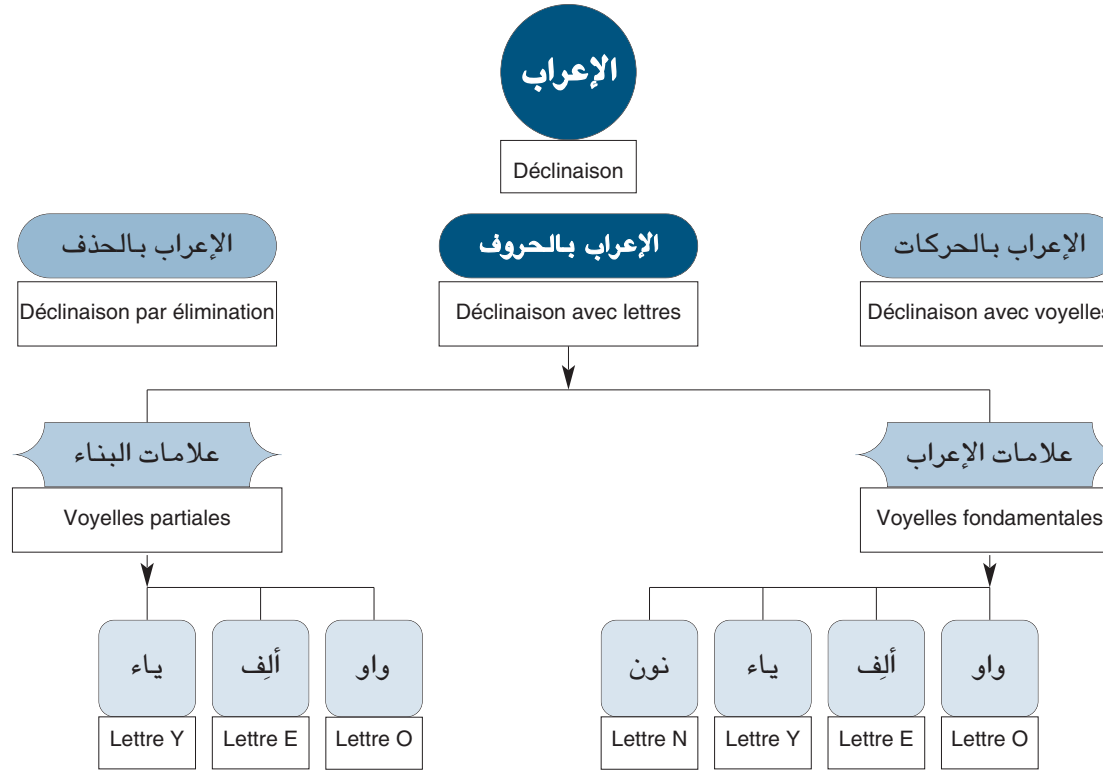 الإعراب
Déclinaison
الإعراب بالحركات
Déclinaison avec voyelles
الإعراب بالحروف
Déclinaison avec lettres
الإعراب بالحذف
Déclinaison par élimination
علامات الإعراب
Voyelles fondamentales
علامات البناء
Voyelles partiales
واو
Lettre O
ألِف
Lettre E
ياء
Lettre Y
نون
Lettre N
واو
Lettre O
ألِف
Lettre E
ياء
Lettre Y